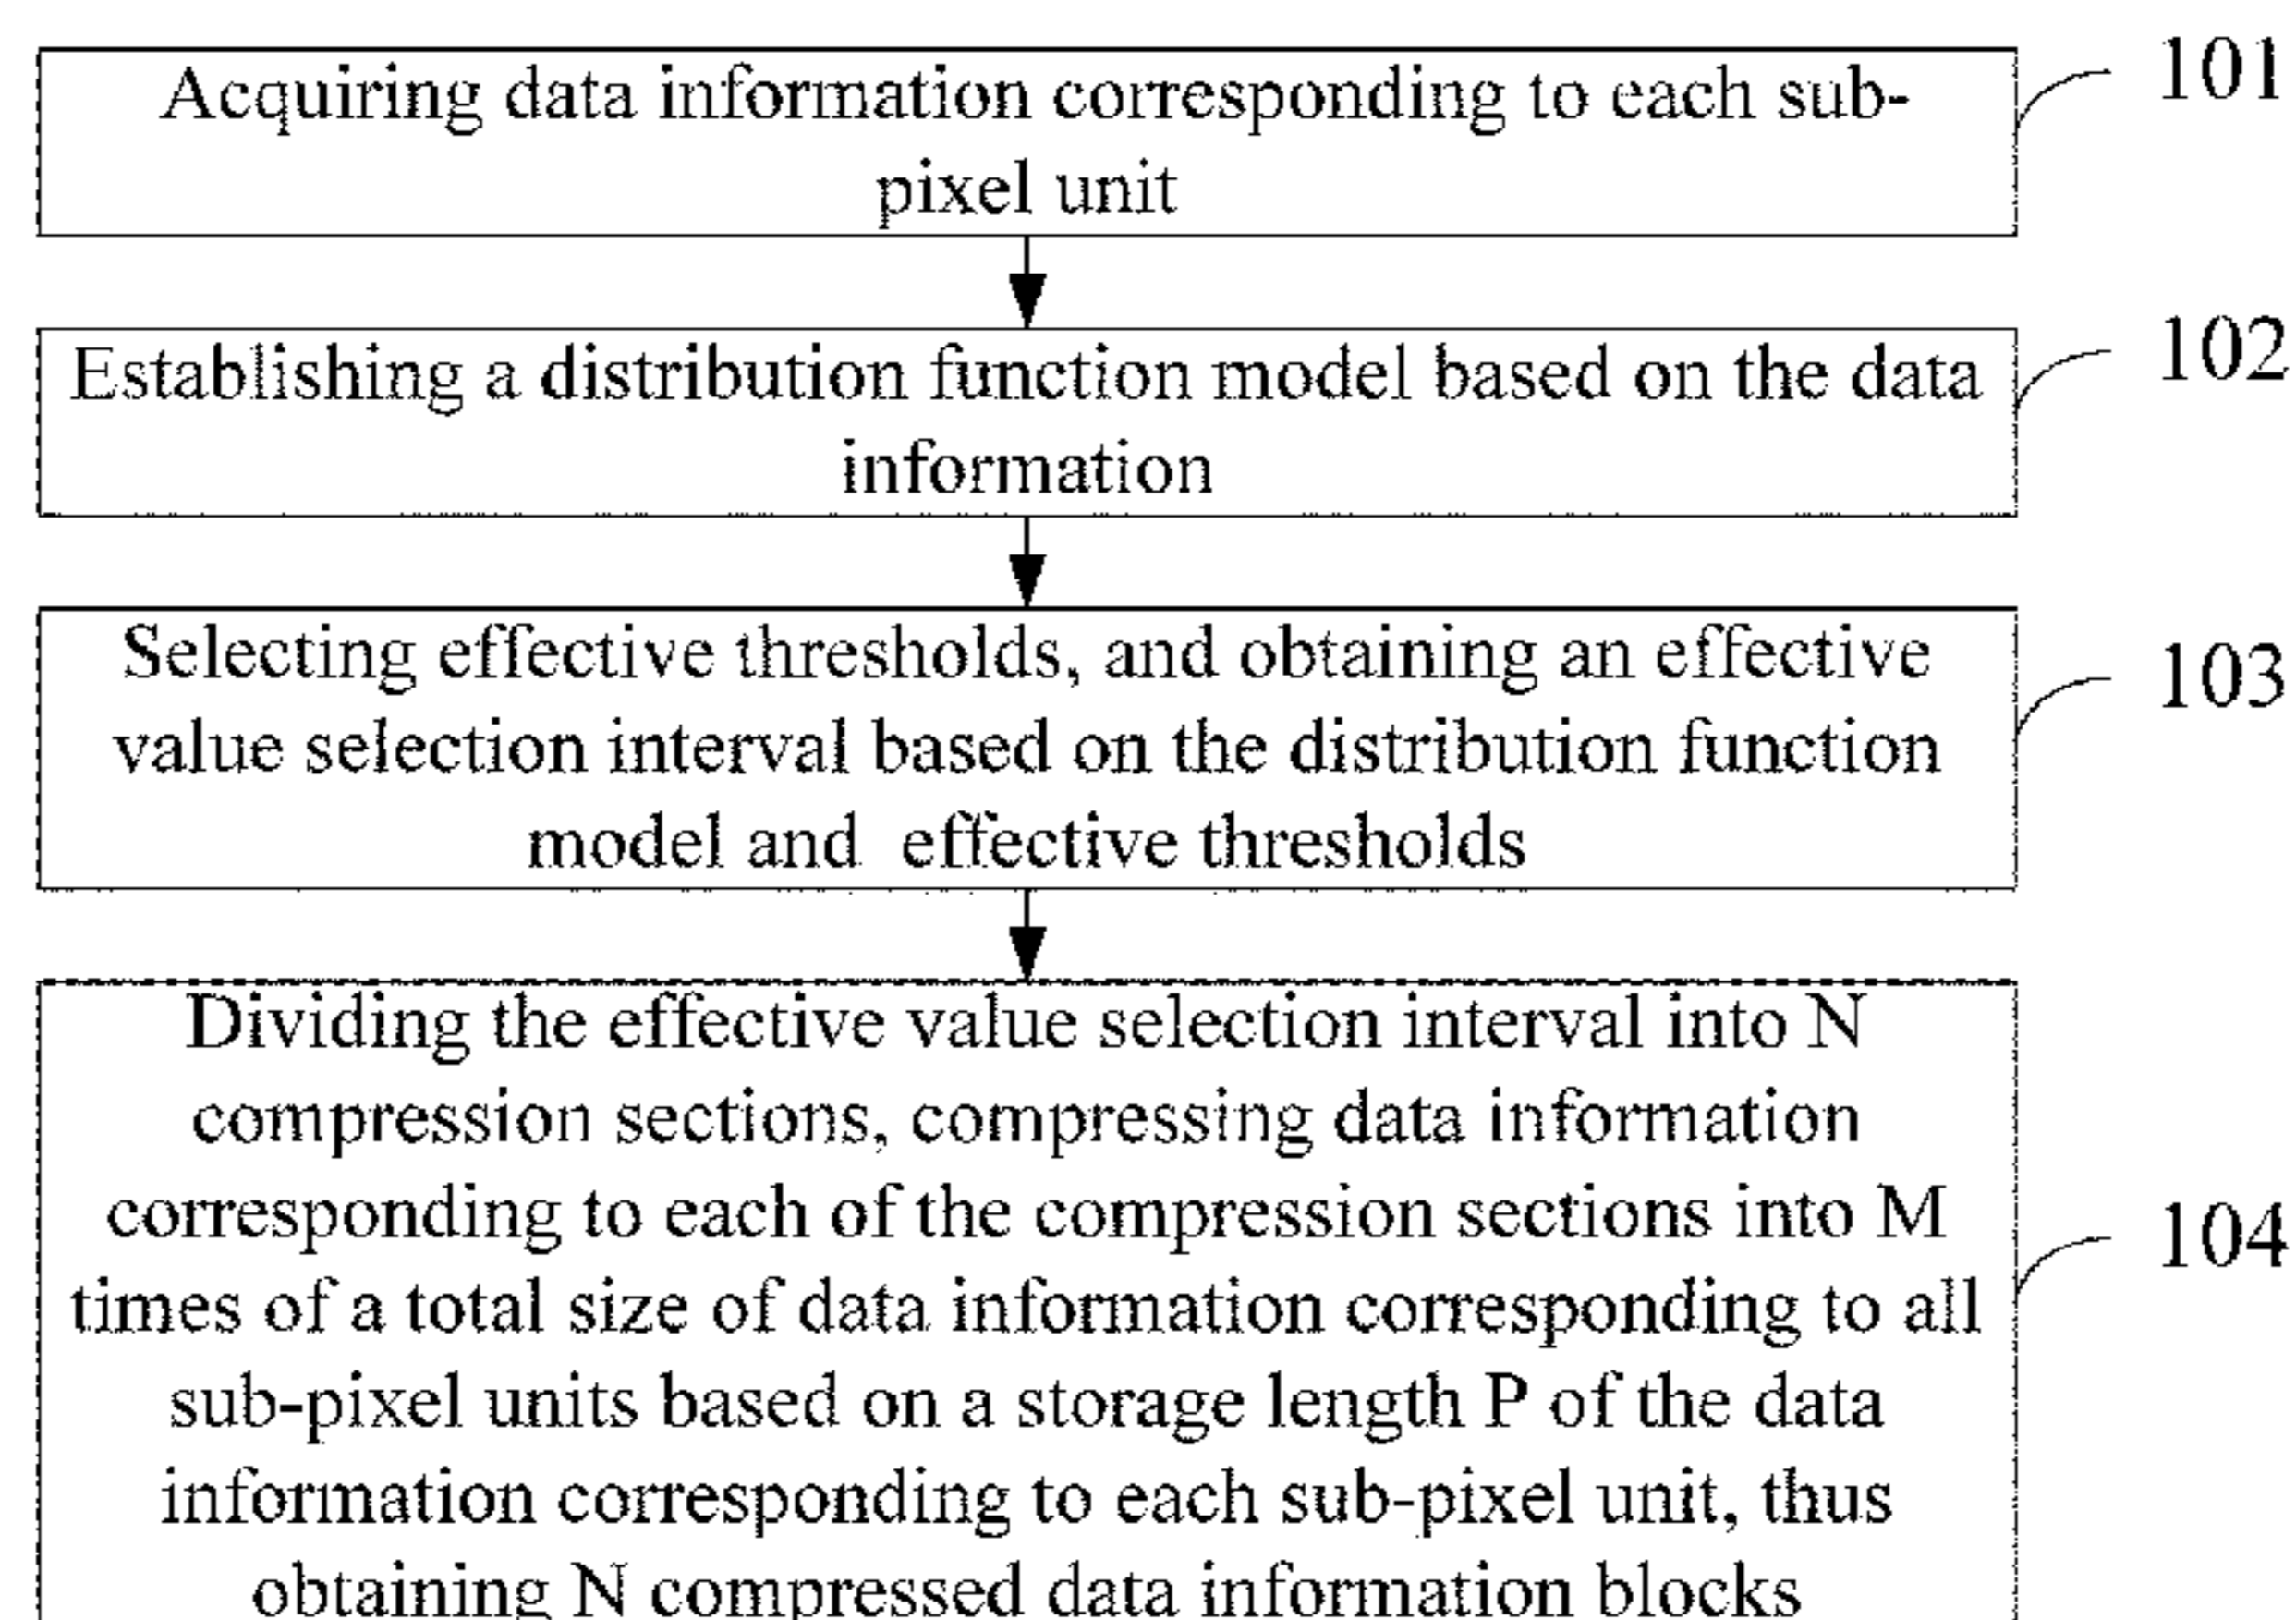 Acquiring data information corresponding to each sub-
pixel unit
101
Establishing a distribution function model based on the data
information
102
Selecting effective thresholds, and obtaining an effective
value selection interval based on the distribution function
model and effective thresholds
103
Dividing the effective value selection interval into N
compression sections, compressing data information
corresponding to each of the compression sections into M
times of a total size of data information corresponding to all
sub-pixel units based on a storage length P of the data
information corresponding to each sub-pixel unit, thus
obtaining N compressed data information blocks
104